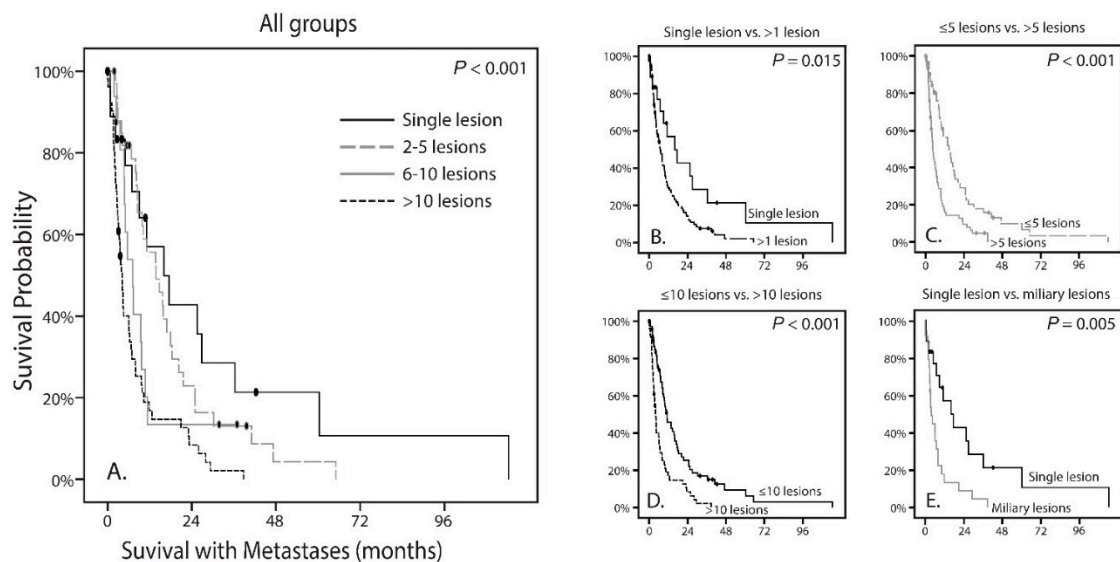 All groups
P < 0.001
Single lesion
2-5 lesions
6-10 lesions
>10 lesions
100%
80%
60%
40%
20%
0%
Suvival Probability
A.
0 24 48 72 96
Suvival with Metastases (months)
Single lesion vs. >1 lesion
P = 0.015
100%
80%
60%
40%
20%
0%
Single lesion
>1 lesion
B.
0 24 48 72 96
≤5 lesions vs. >5 lesions
P < 0.001
100%
80%
60%
40%
20%
0%
≤5 lesions
>5 lesions
C.
0 24 48 72 96
≤10 lesions vs. >10 lesions
P < 0.001
100%
80%
60%
40%
20%
0%
≤10 lesions
>10 lesions
D.
0 24 48 72 96
Single lesion vs. miliary lesions
P = 0.005
100%
80%
60%
40%
20%
0%
Single lesion
Miliary lesions
E.
0 24 48 72 96